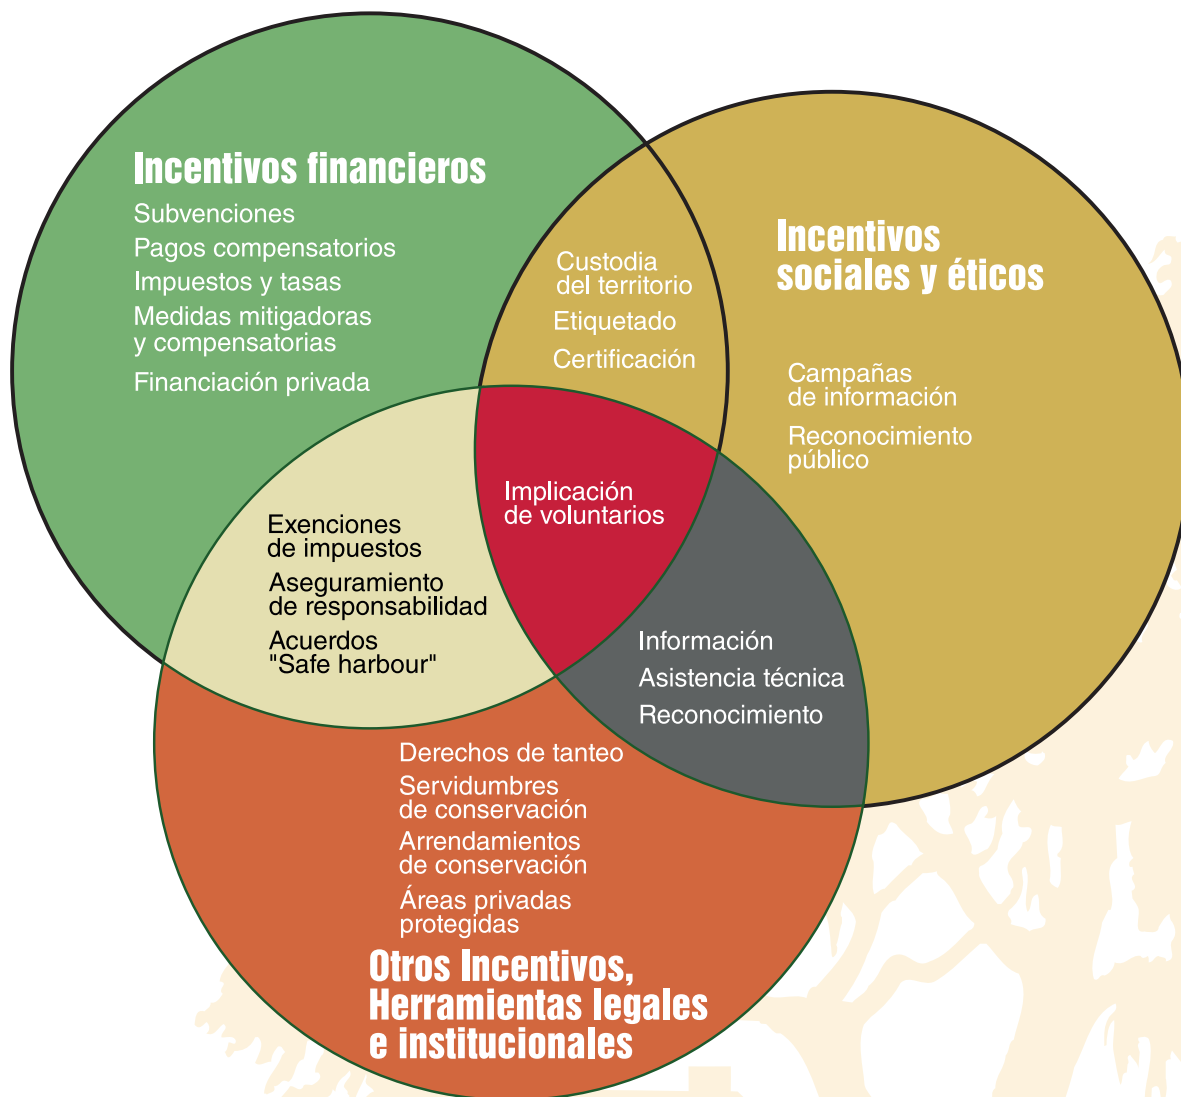 Incentivos financieros
Subvenciones
Pagos compensatorios
Impuestos y tasas
Medidas mitigadoras
y compensatorias
Financiación privada
Custodia
del territorio
Etiquetado
Certificación
Incentivos
sociales y éticos
Campañas
de información
Reconocimiento
público
Implicación
de voluntarios
Exenciones
de impuestos
Aseguramiento
de responsabilidad
Acuerdos
"Safe harbour"
Información
Asistencia técnica
Reconocimiento
Derechos de tanteo
Servidumbres
de conservación
Arrendamientos
de conservación
Áreas privadas
protegidas
Otros Incentivos,
Herramientas legales
e institucionales